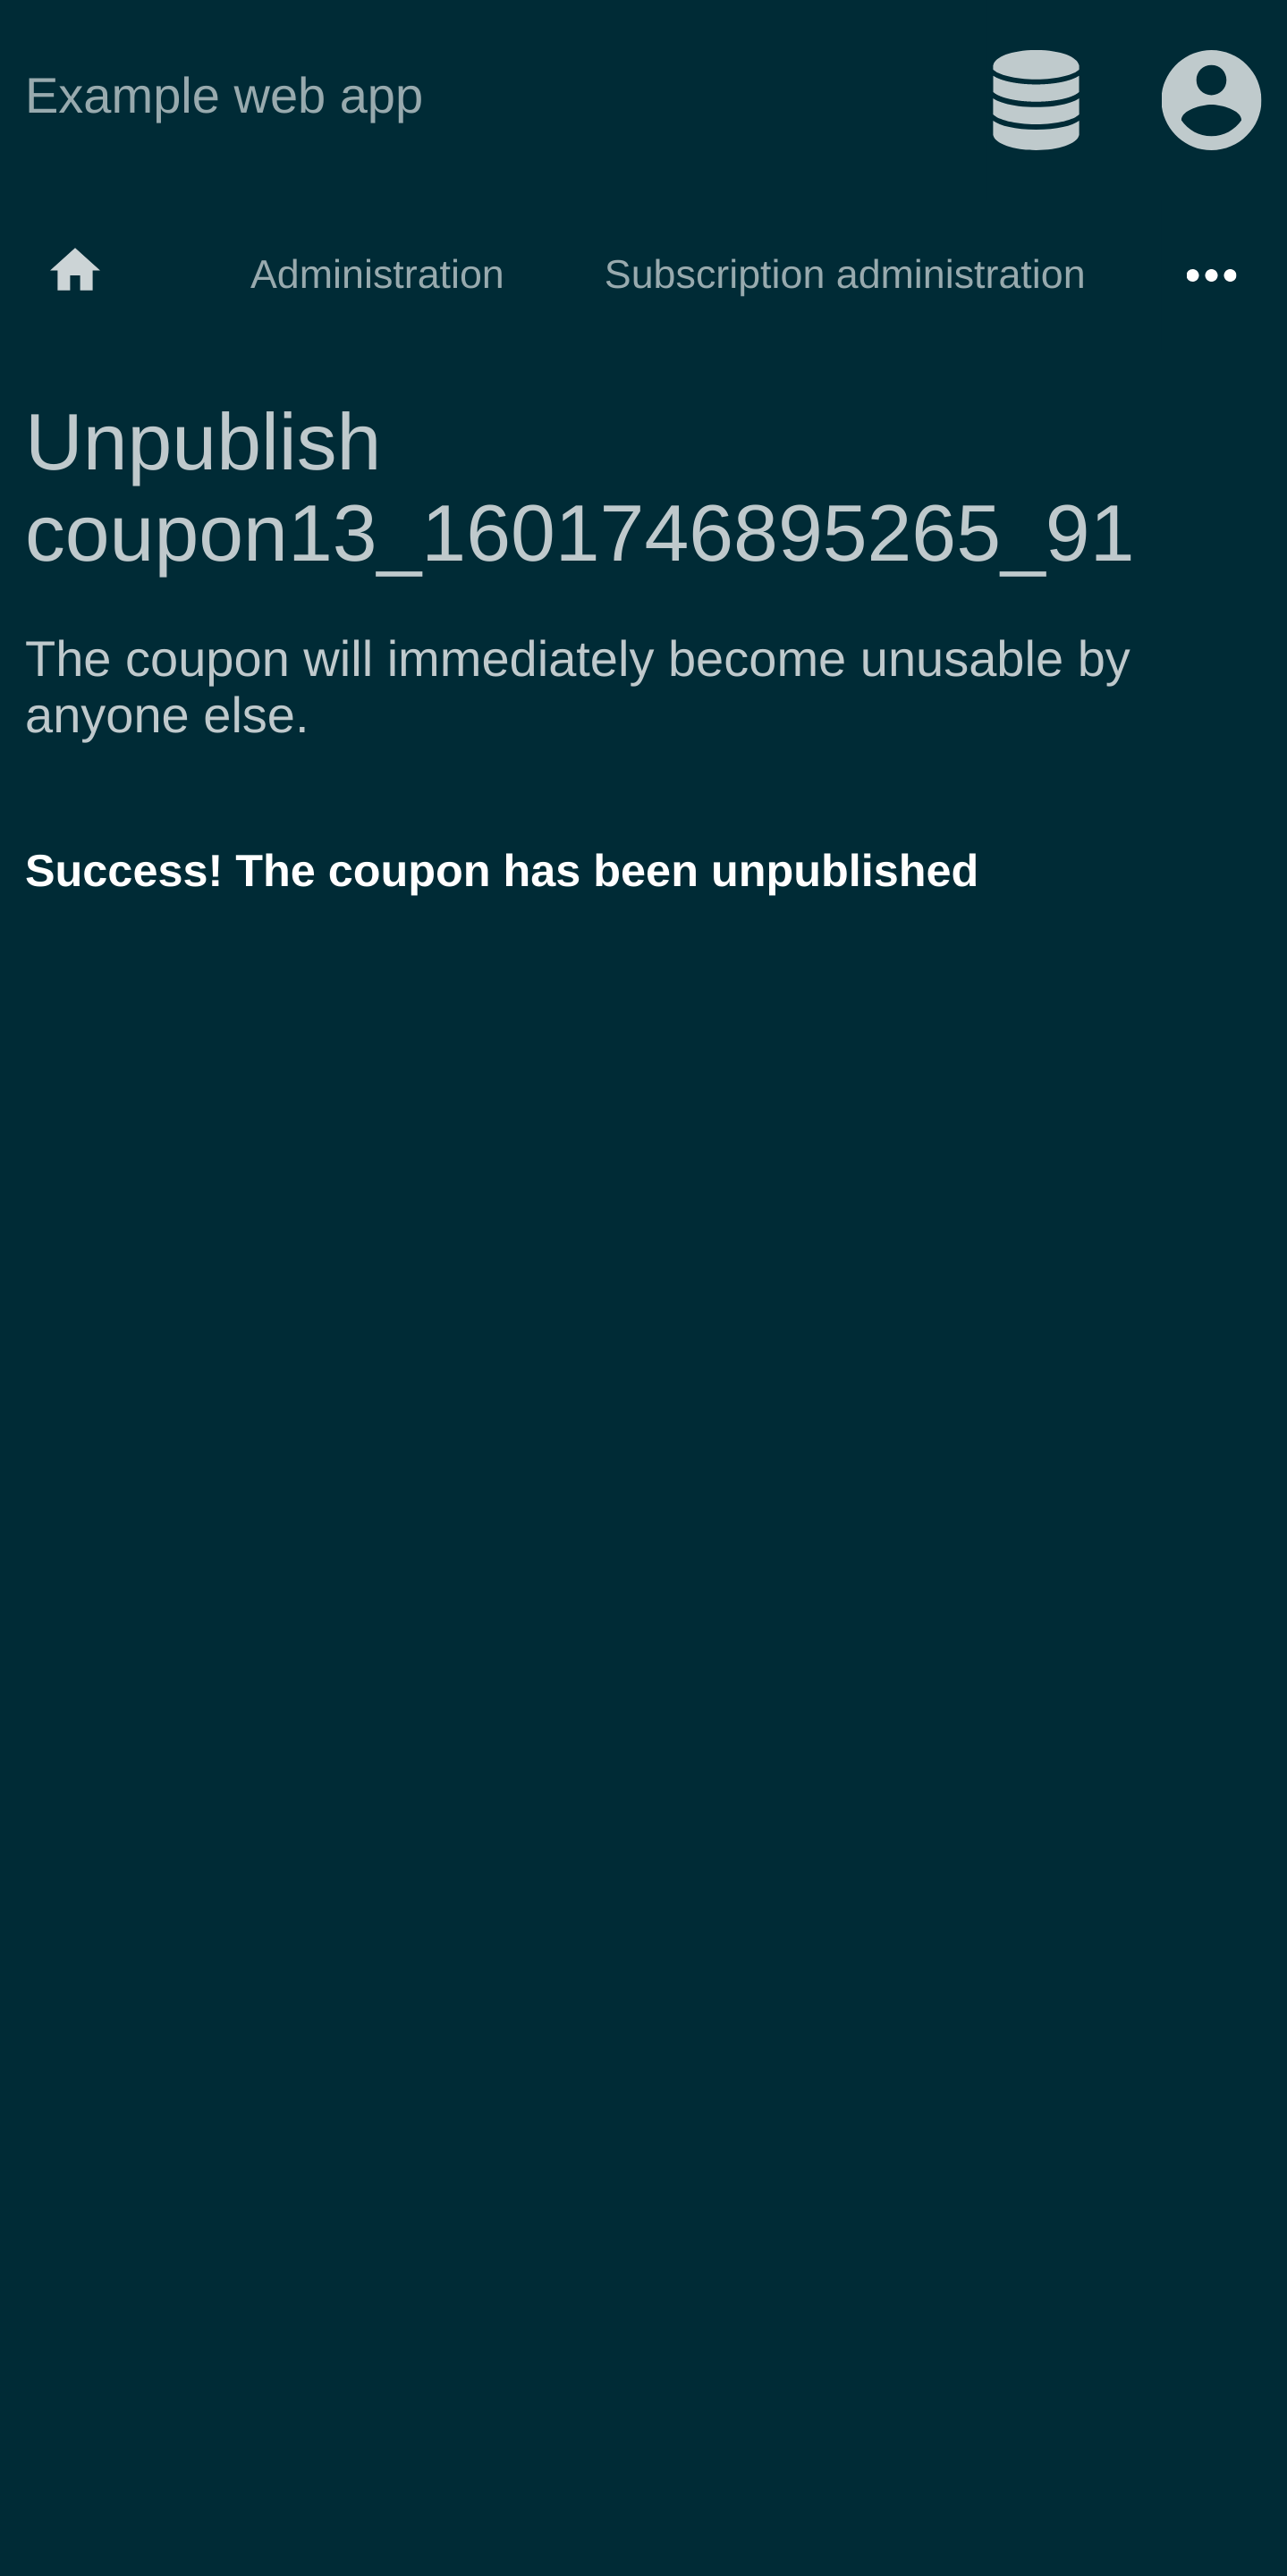 Example web app
Administration
Subscription administration
Unpublish
coupon13_1601746895265_91
The coupon will immediately become unusable by
anyone else.
Success! The coupon has been unpublished